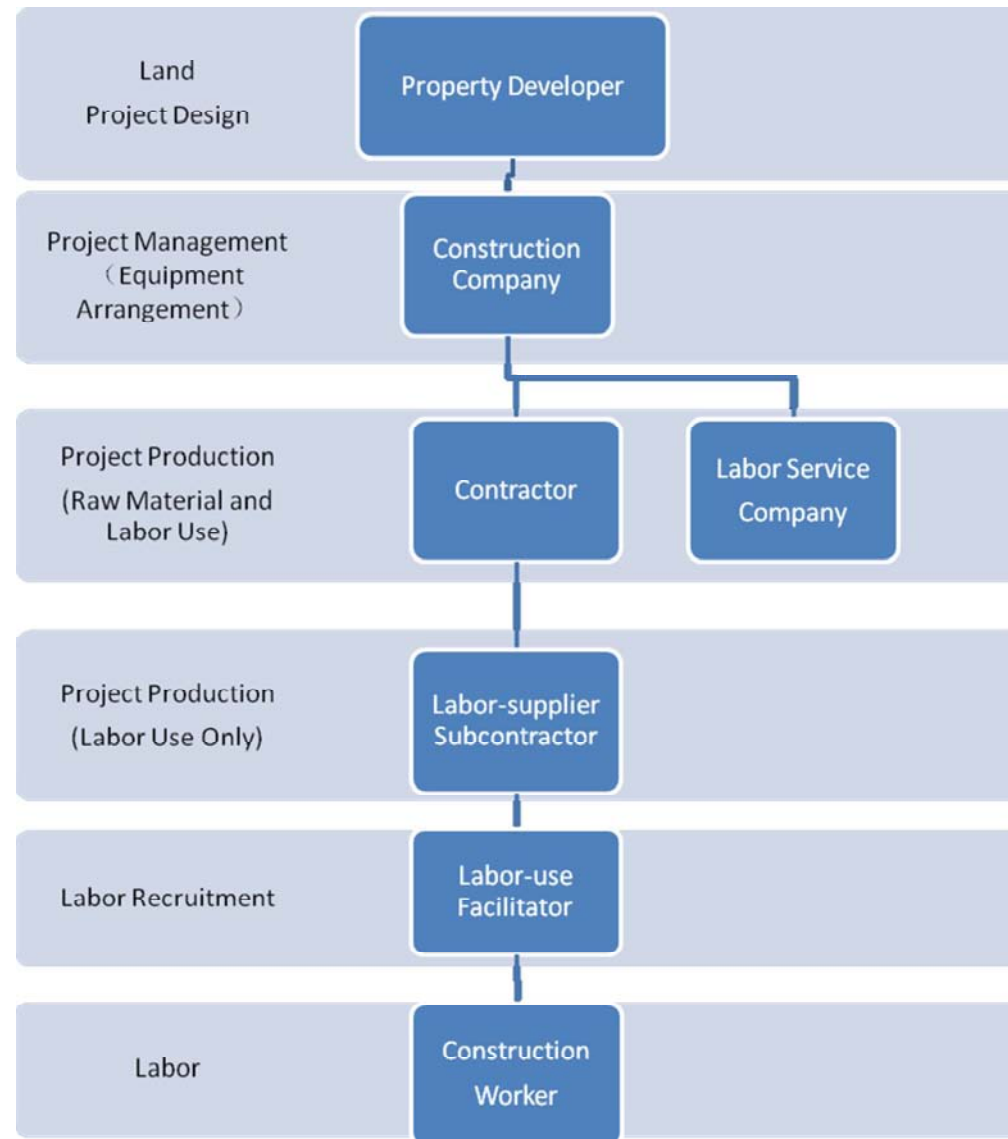 Land
Project Design
Property Developer
Project Management
（Equipment
Arrangement）
Construction
Company
Project Production
(Raw Material and
Labor Use)
Contractor
Labor Service
Company
Project Production
(Labor Use Only)
Labor-supplier
Subcontractor
Labor Recruitment
Labor-use
Facilitator
Labor
Construction
Worker